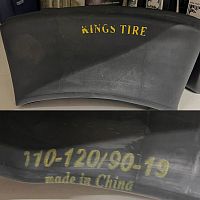 KINGS TIRE
110-120/90-19
made in China